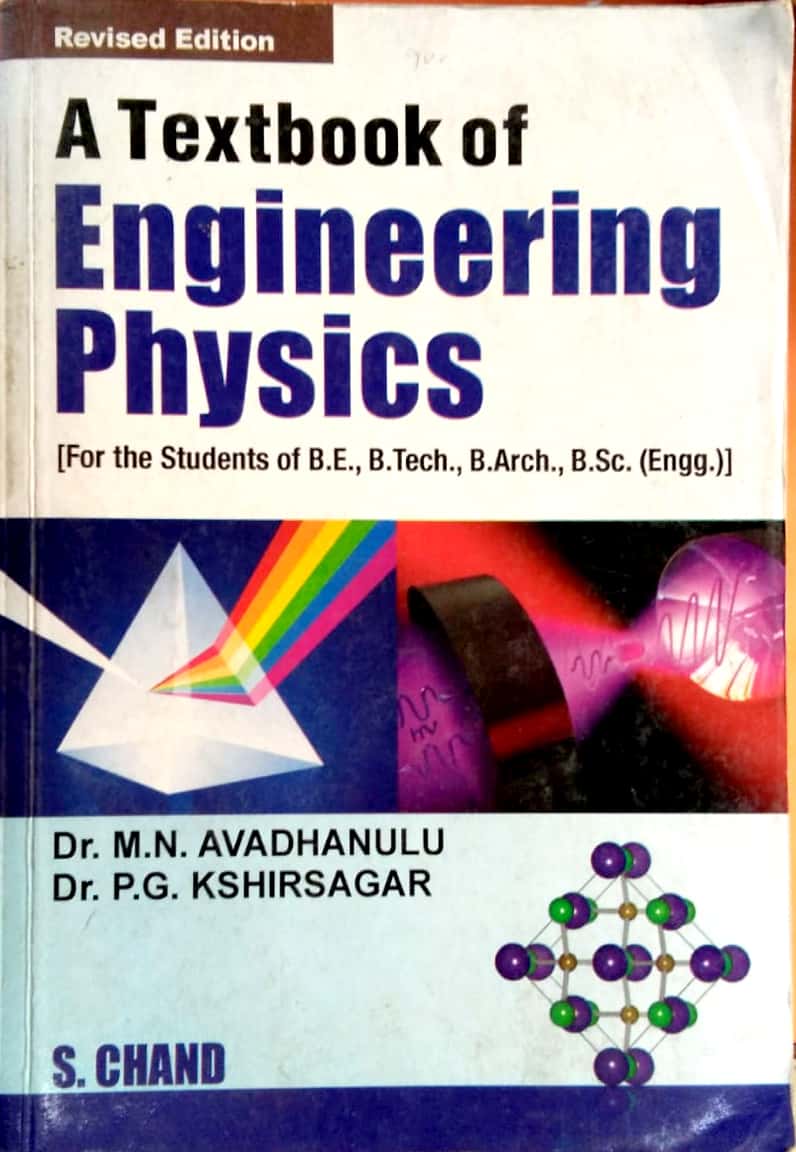 Revised Edition
A Textbook of
Engineering
Physics
[For the Students of B.E., B.Tech., B.Arch., B.Sc. (Engg.)]
Dr. M.N. AVADHANULU
Dr. P.G. KSHIRSAGAR
S. CHAND